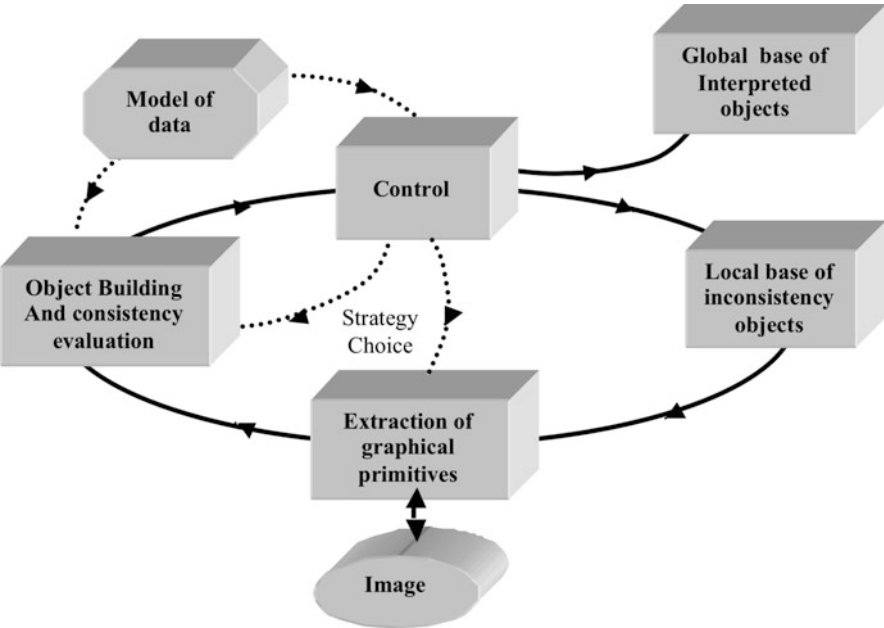 Global base of
Interpreted
objects
Model of
data
Control
Object Building
And consistency
evaluation
Local base of
inconsistency
objects
Strategy
Choice
Extraction of
graphical
primitives
Image